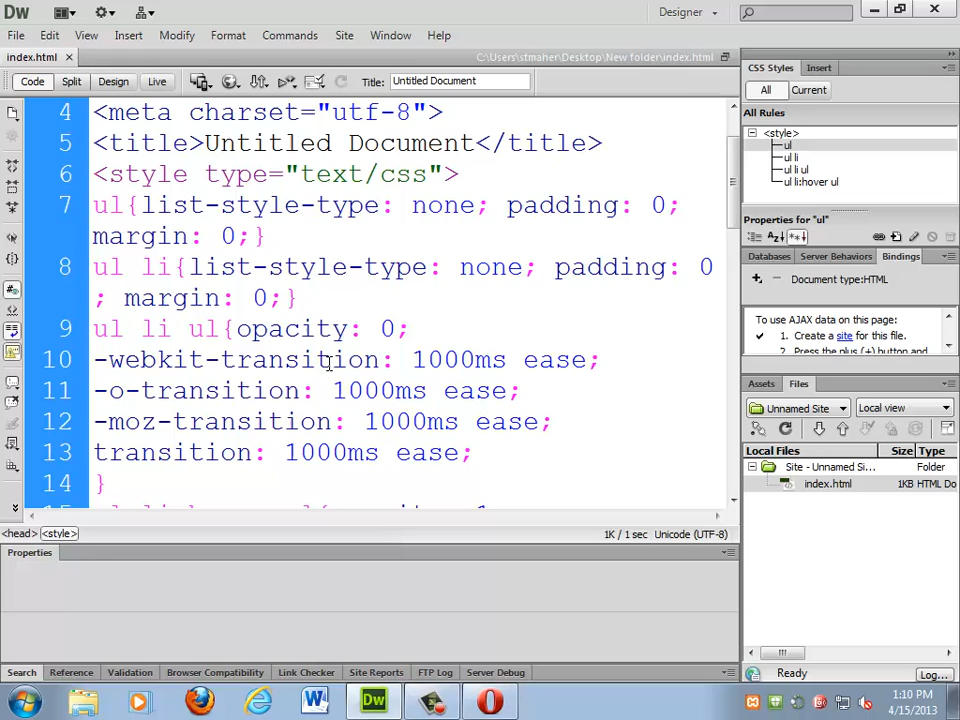 Dw
Designer
File Edit View Insert Modify Format Commands Site Window Help
index.html × C:\Users\stmaher\Desktop\New folder\index.html
Code Split Design Live Title: Untitled Document
4 <meta charset="utf-8">
5 <title>Untitled Document</title>
6 <style type="text/css">
7 ul{list-style-type: none; padding: 0;
margin: 0;}
8 ul li{list-style-type: none; padding: 0
; margin: 0;}
9 ul li ul{opacity: 0;
10 -webkit-transition: 1000ms ease;
11 -o-transition: 1000ms ease;
12 -moz-transition: 1000ms ease;
13 transition: 1000ms ease;
14 }
<head> <style> 1K / 1 sec Unicode (UTF-8)
Properties
Search Reference Validation Browser Compatibility Link Checker Site Reports FTP Log Server Debug
CSS Styles Insert
All Current
All Rules
<style>
ul
ul li
ul li ul
ul li:hover ul
Properties for "ul"
Databases Server Behaviors Bindings
Document type:HTML
To use AJAX data on this page:
1. Create a site for this file.
2. Press the (+) button and
Assets Files
Unnamed Site Local view
Local Files Size Type
Site - Unnamed Si... Folder
index.html 1KB HTML Do
Ready Log...
Dw
1:10 PM
4/15/2013